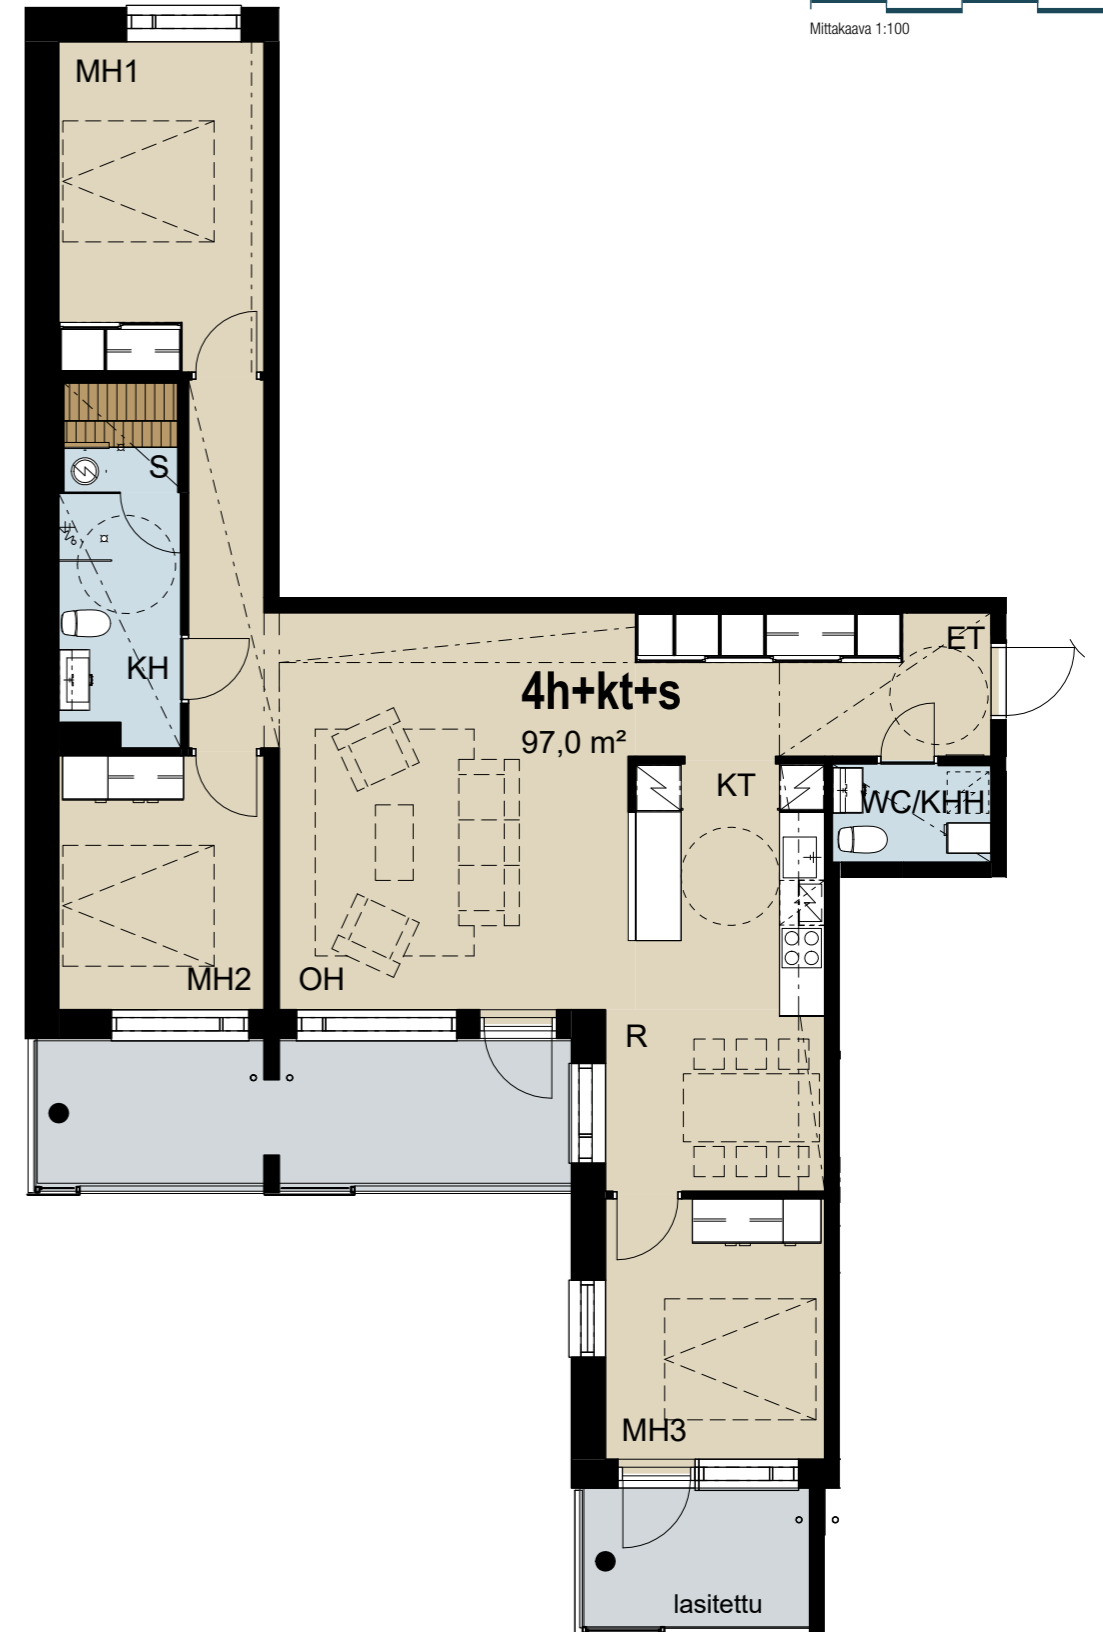 Mittakaava 1:100
MH1
S
KH
ET
4h+kt+s
97,0 m²
KT
WC/KHH
MH2
OH
R
MH3
lasitettu